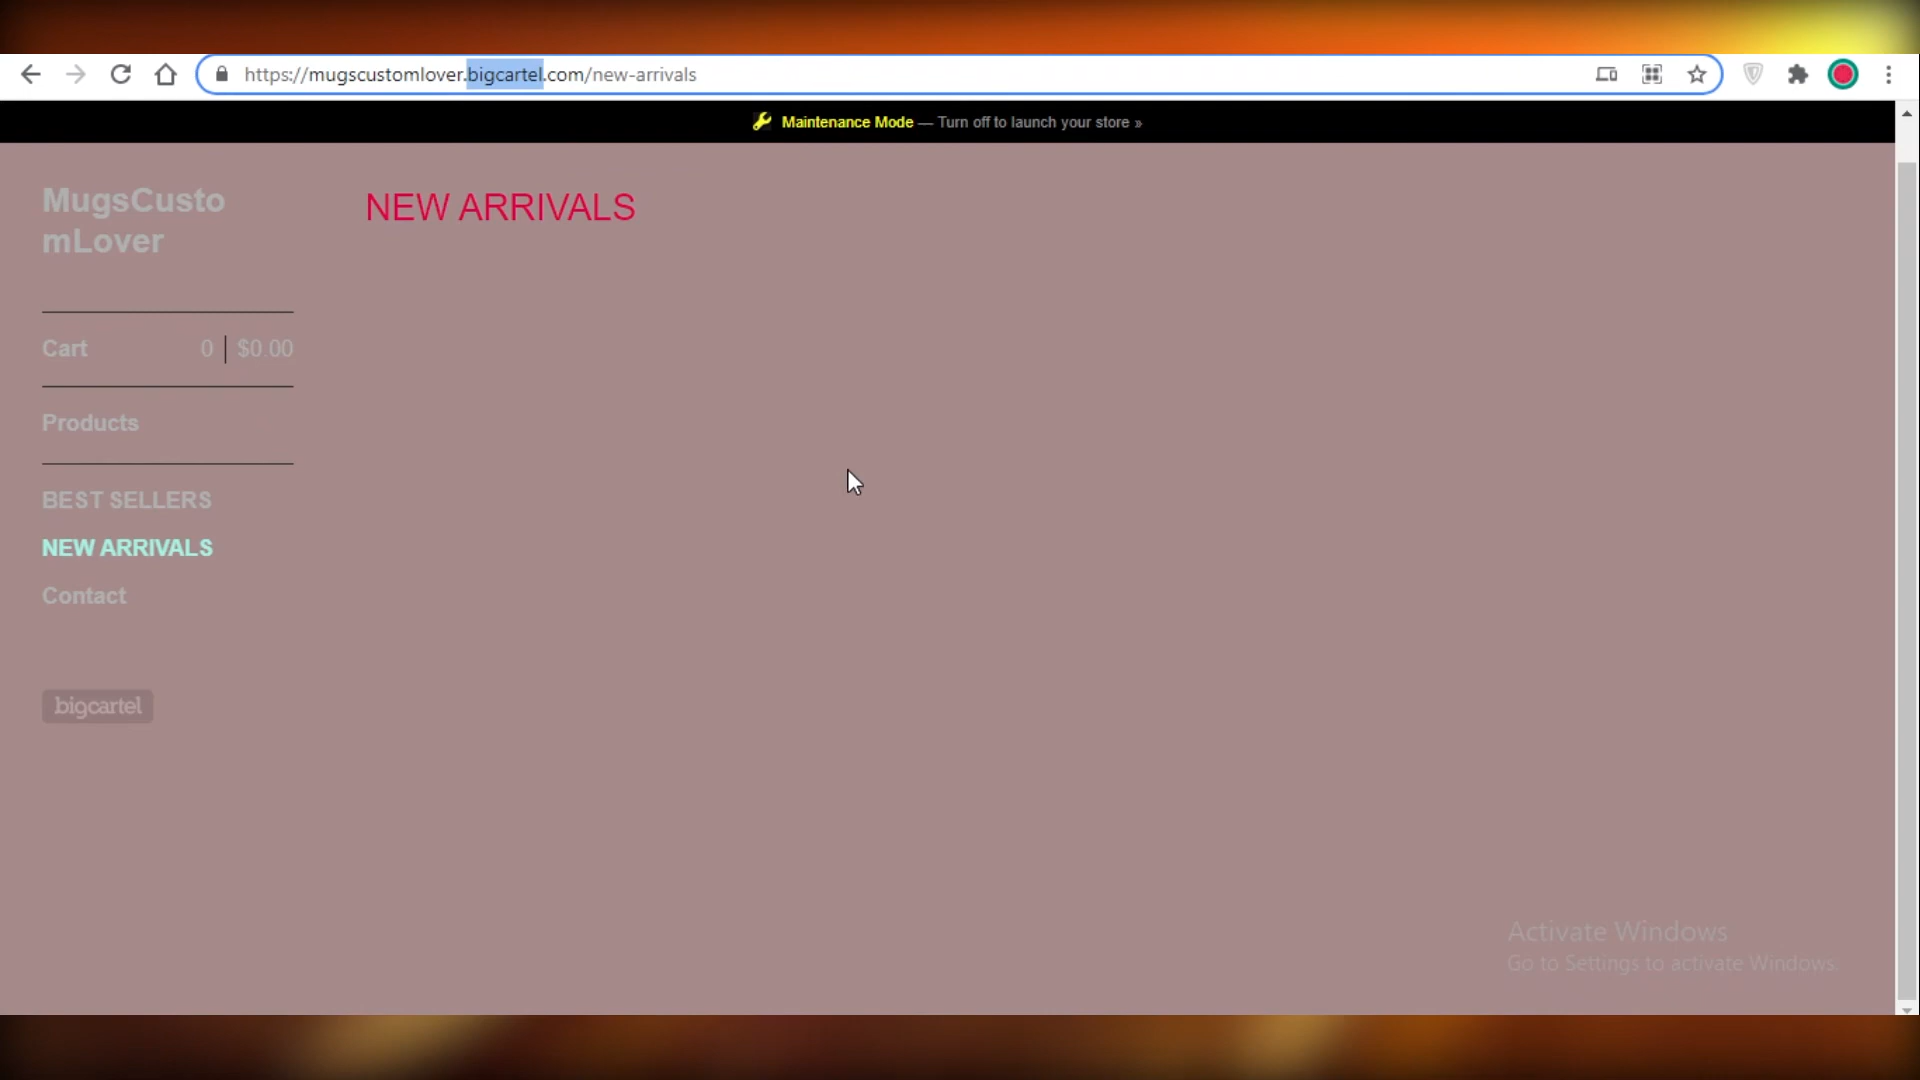 https://mugscustomlover.bigcartel.com/new-arrivals
Maintenance Mode — Turn off to launch your store »
MugsCusto
mLover
NEW ARRIVALS
Cart 0 $0.00
Products
BEST SELLERS
NEW ARRIVALS
Contact
bigcartel
Activate Windows
Go to Settings to activate Windows.